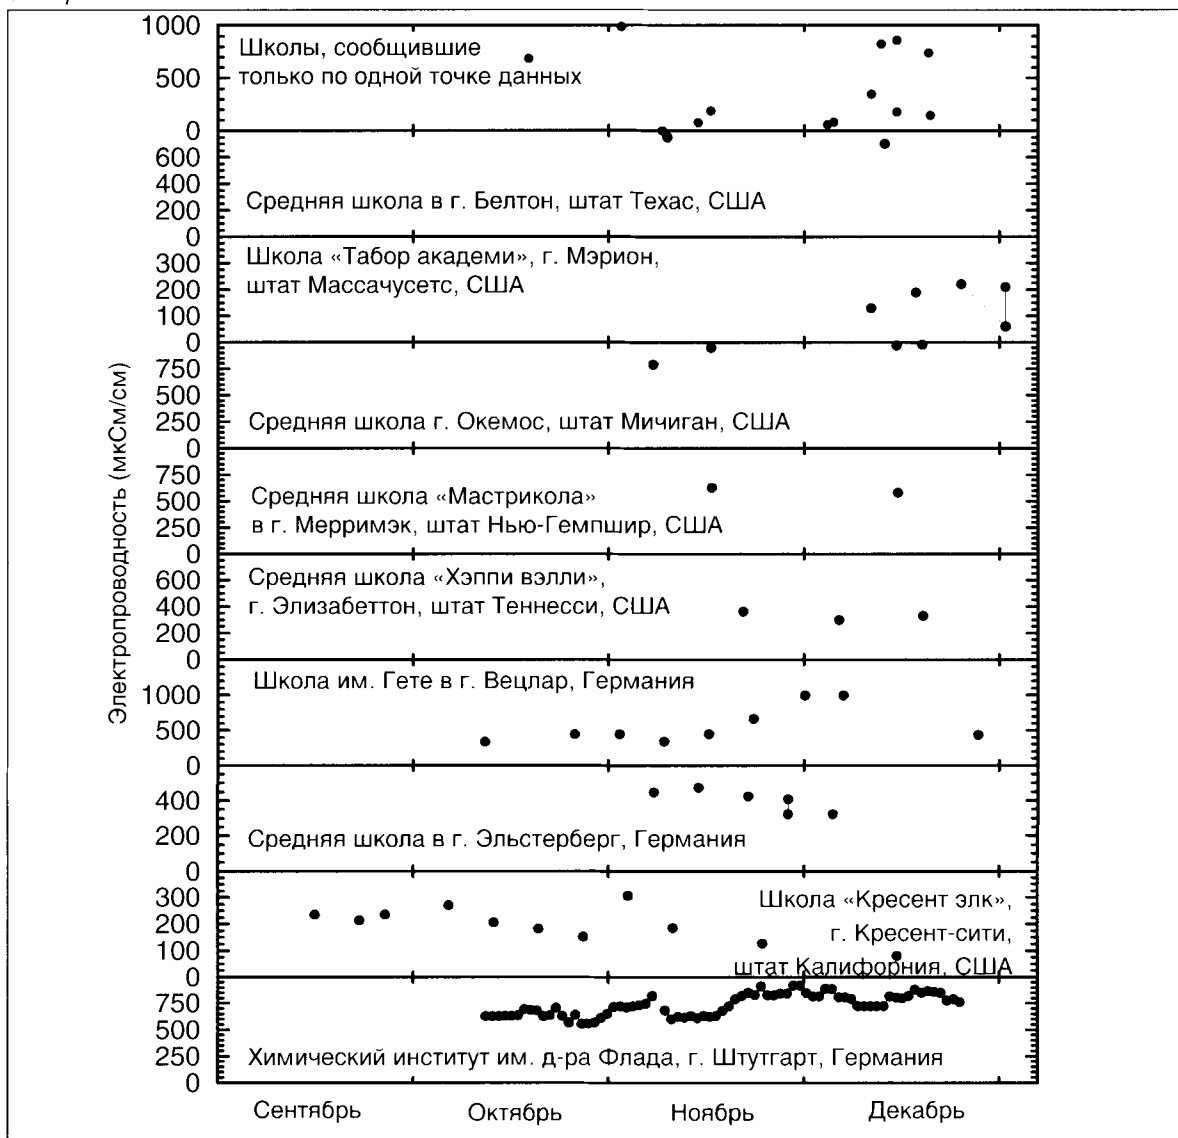 1000
Школы, сообщившие
только по одной точке данных
500
0
600
400
Средняя школа в г. Белтон, штат Техас, США
200
0
Школа «Табор академи», г. Мэрион,
300
штат Массачусетс, США
200
100
0
750
500
Средняя школа г. Окемос, штат Мичиган, США
250
0
750
Средняя школа «Мастрикола»
500
в г. Мерримэк, штат Нью-Гемпшир, США
250
0
Средняя школа «Хэппи вэлли»,
600
г. Элизабеттон, штат Теннесси, США
400
200
0
Школа им. Гете в г. Вецлар, Германия
1000
500
0
400
200
Средняя школа в г. Эльстерберг, Германия
0
300
Школа «Кресент элк»,
200
г. Кресент-сити,
100
штат Калифорния, США
0
750
500
250
Химический институт им. д-ра Флада, г. Штутгарт, Германия
0
Электропроводность (мкСм/см)
Сентябрь Октябрь Ноябрь Декабрь